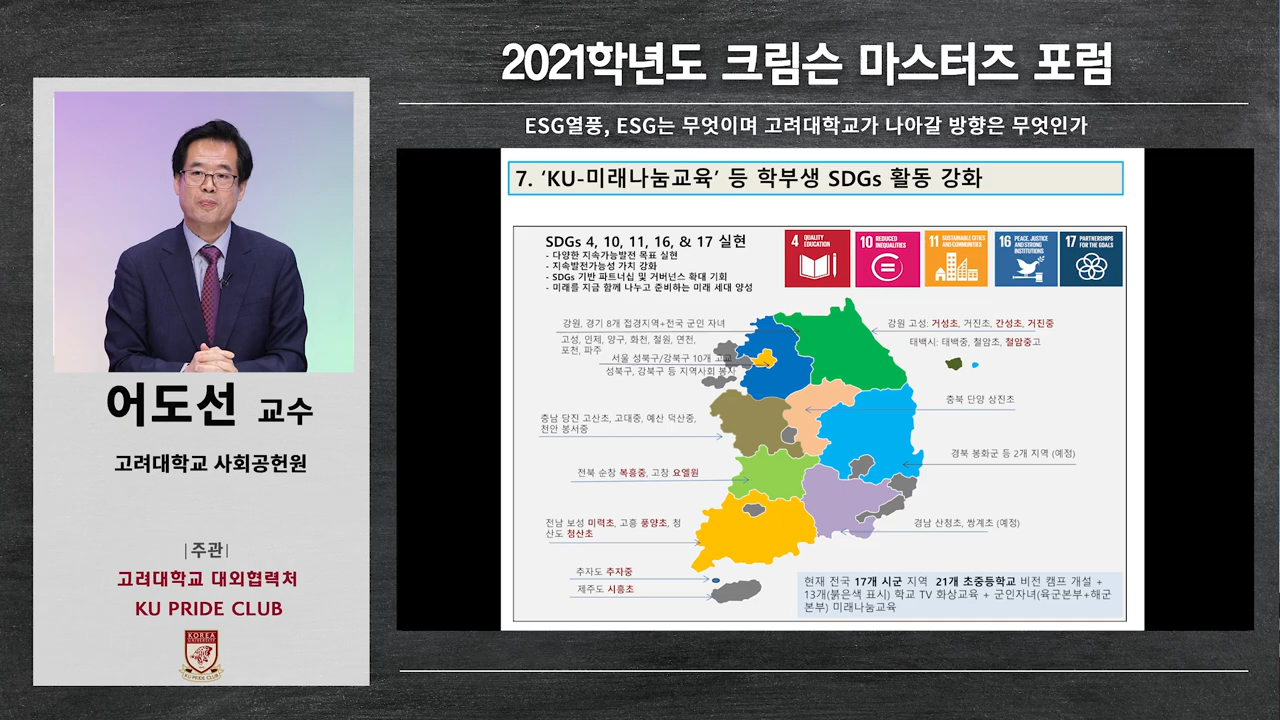 2021학년도 크림슨 마스터즈 포럼
ESG열풍, ESG는 무엇이며 고려대학교가 나아갈 방향은 무엇인가
어도선 교수
고려대학교 사회공헌원
|주관|
고려대학교 대외협력처
KU PRIDE CLUB
KOREA
UNIVERSITY
KU PRIDE CLUB
7. ‘KU-미래나눔교육’ 등 학부생 SDGs 활동 강화
SDGs 4, 10, 11, 16, & 17 실현
- 다양한 지속가능발전 목표 실현
- 지속발전가능성 가치 강화
- SDGs 기반 파트너십 및 거버넌스 확대 기회
- 미래를 지금 함께 나누고 준비하는 미래 세대 양성
4 QUALITY
EDUCATION
10 REDUCED
INEQUALITIES
11 SUSTAINABLE CITIES
AND COMMUNITIES
16 PEACE, JUSTICE
AND STRONG
INSTITUTIONS
17 PARTNERSHIPS
FOR THE GOALS
강원, 경기 8개 접경지역+전국 군인 자녀
고성, 인제, 양구, 화천, 철원, 연천,
포천, 파주
서울 성북구/강북구 10개 고교
성북구, 강북구 등 지역사회 봉사
강원 고성: 거성초, 거진초, 간성초, 거진중
태백시: 태백중, 철암초, 철암중고
충북 단양 상진초
충남 당진 고산초, 고대중, 예산 덕산중,
천안 봉서중
경북 봉화군 등 2개 지역 (예정)
전북 순창 복흥중, 고창 요엘원
전남 보성 미력초, 고흥 풍양초, 청
산도 청산초
경남 산청초, 쌍계초 (예정)
추자도 추자중
제주도 시흥초
현재 전국 17개 시군 지역 21개 초중등학교 비전 캠프 개설 +
13개(붉은색 표시) 학교 TV 화상교육 + 군인자녀(육군본부+해군
본부) 미래나눔교육